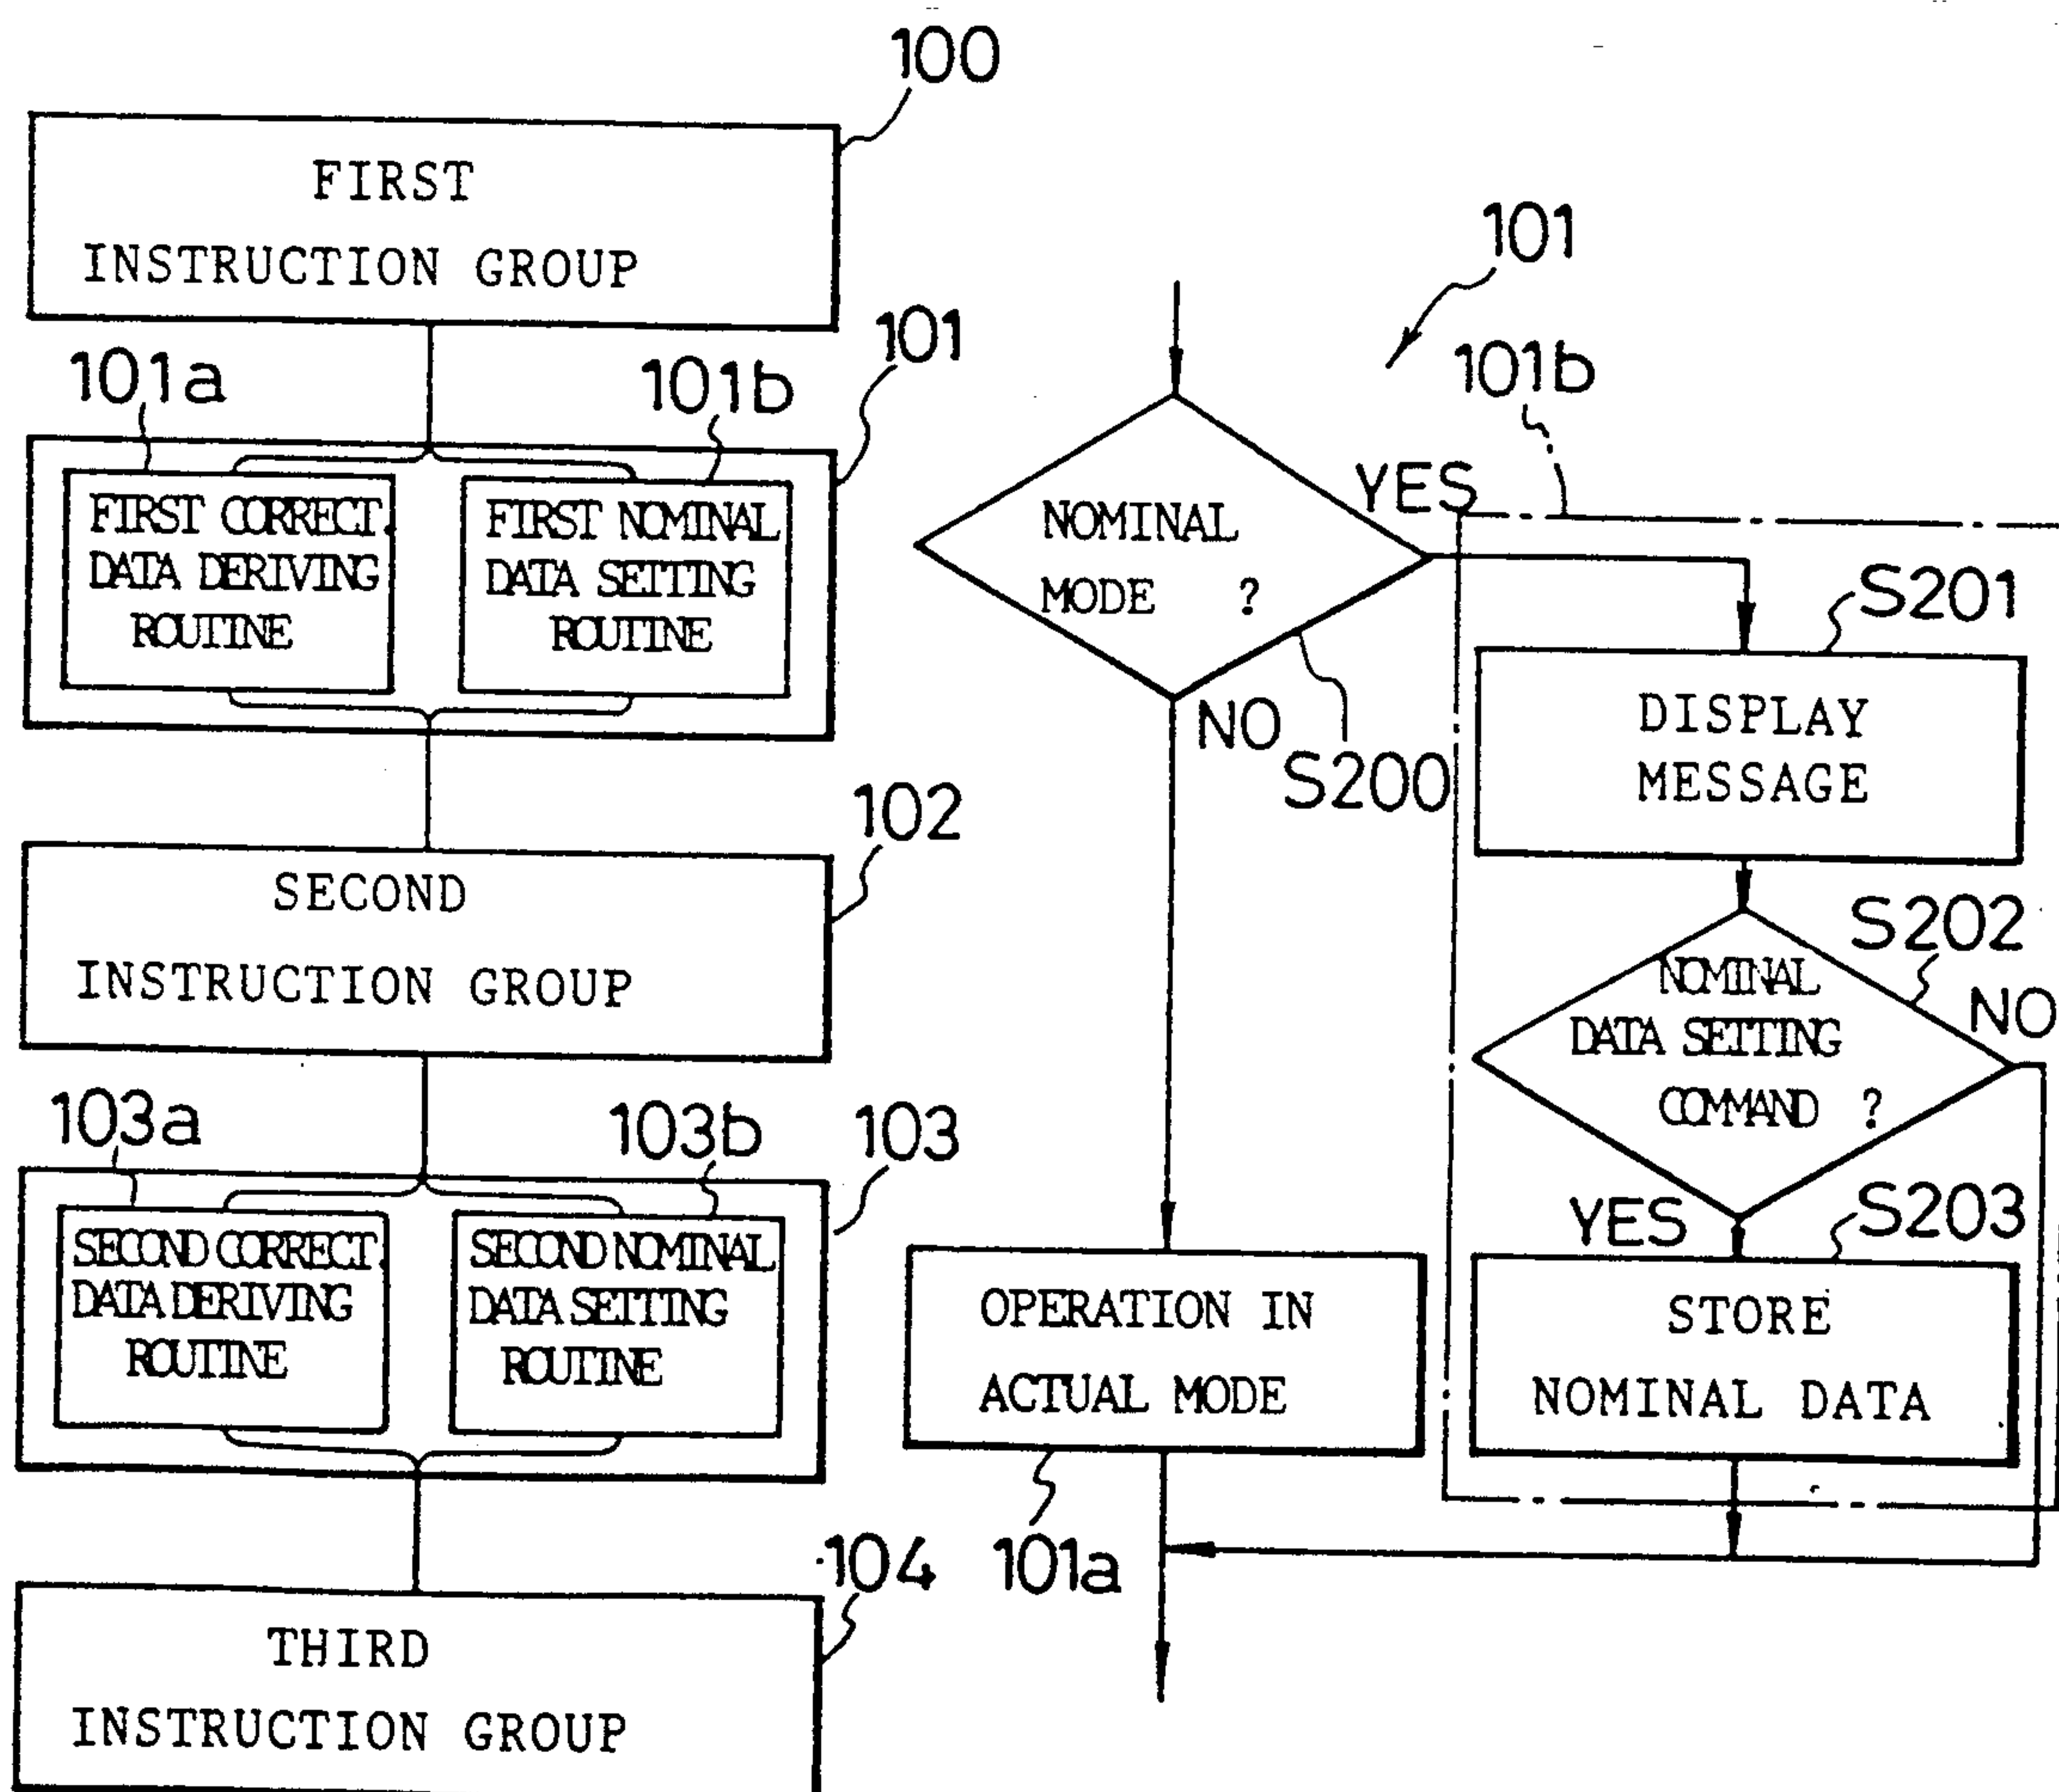 100
FIRST
INSTRUCTION GROUP
101a
101b
101
FIRST CORRECT.
DATA DERIVING
ROUTINE
FIRST NOMINAL
DATA SETTING
ROUTINE
102
SECOND
INSTRUCTION GROUP
103a
103b
103
SECOND CORRECT.
DATA DERIVING
ROUTINE
SECOND NOMINAL
DATA SETTING
ROUTINE
104
THIRD
INSTRUCTION GROUP
101
101b
NOMINAL
MODE ?
YES
NO
S200
S201
DISPLAY
MESSAGE
S202
NOMINAL
DATA SETTING
COMMAND ?
NO
YES
S203
STORE
NOMINAL DATA
OPERATION IN
ACTUAL MODE
101a